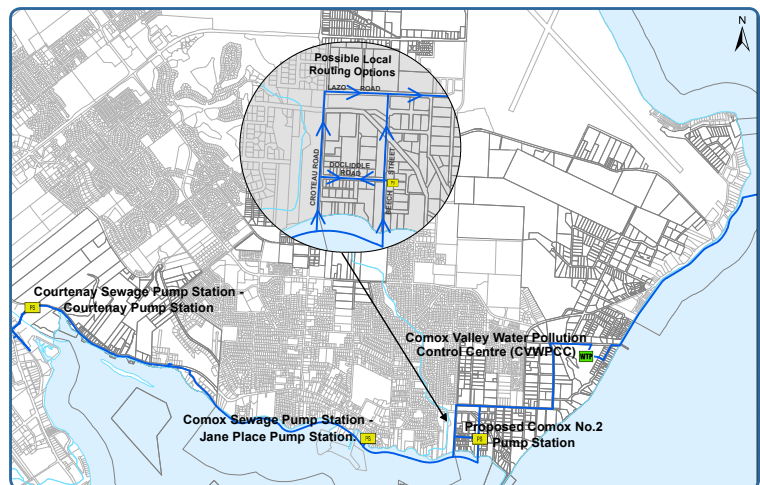 N
Possible Local
Routing Options
LAZO ROAD
CROTEAU ROAD
DOCLIDDLE
ROAD
BEECH STREET
PS
Courtenay Sewage Pump Station -
Courtenay Pump Station
PS
Comox Valley Water Pollution
Control Centre (CVWPCC)
WTP
Comox Sewage Pump Station -
Jane Place Pump Station.
PS
Proposed Comox No.2
Pump Station
PS